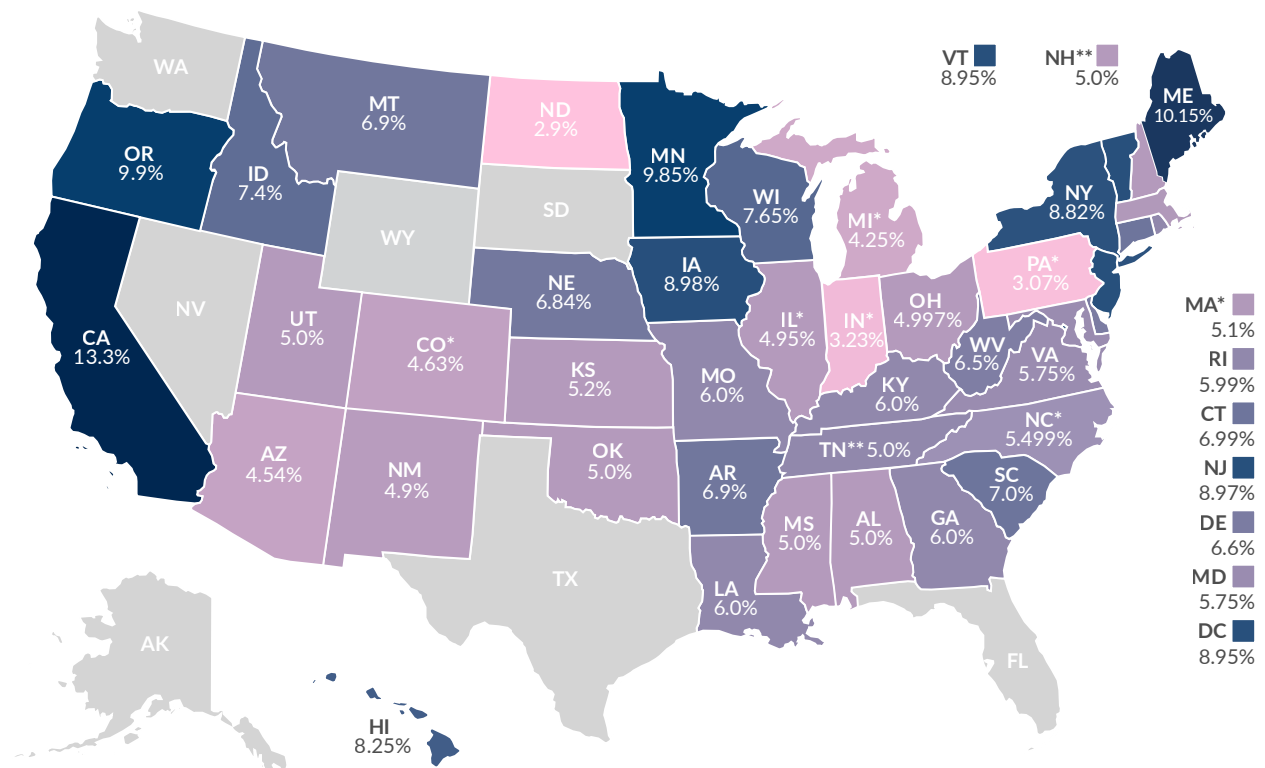 WA
OR
9.9%
CA
13.3%
NV
ID
7.4%
MT
6.9%
WY
UT
5.0%
CO*
4.63%
AZ
4.54%
NM
4.9%
ND
2.9%
SD
NE
6.84%
KS
5.2%
OK
5.0%
TX
MN
9.85%
IA
8.98%
MO
6.0%
AR
6.9%
LA
6.0%
WI
7.65%
IL*
4.95%
MI*
4.25%
IN*
3.23%
OH
4.997%
KY
6.0%
TN** 5.0%
MS
5.0%
AL
5.0%
GA
6.0%
FL
SC
7.0%
NC*
5.499%
VA
5.75%
WV
6.5%
PA*
3.07%
NY
8.82%
ME
10.15%
VT
8.95%
NH**
5.0%
MA*
5.1%
RI
5.99%
CT
6.99%
NJ
8.97%
DE
6.6%
MD
5.75%
DC
8.95%
AK
HI
8.25%